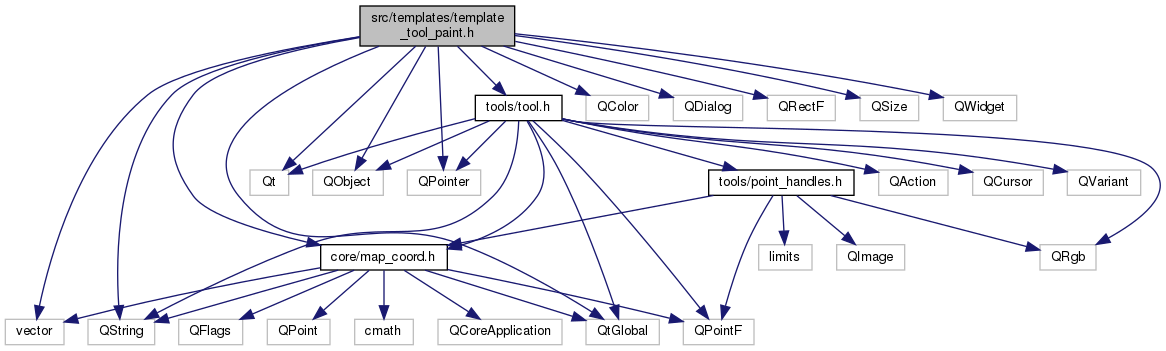 src/templates/template
_tool_paint.h
tools/tool.h
QColor
QDialog
QRectF
QSize
QWidget
Qt
QObject
QPointer
tools/point_handles.h
QAction
QCursor
QVariant
core/map_coord.h
limits
QImage
QRgb
vector
QString
QFlags
QPoint
cmath
QCoreApplication
QtGlobal
QPointF